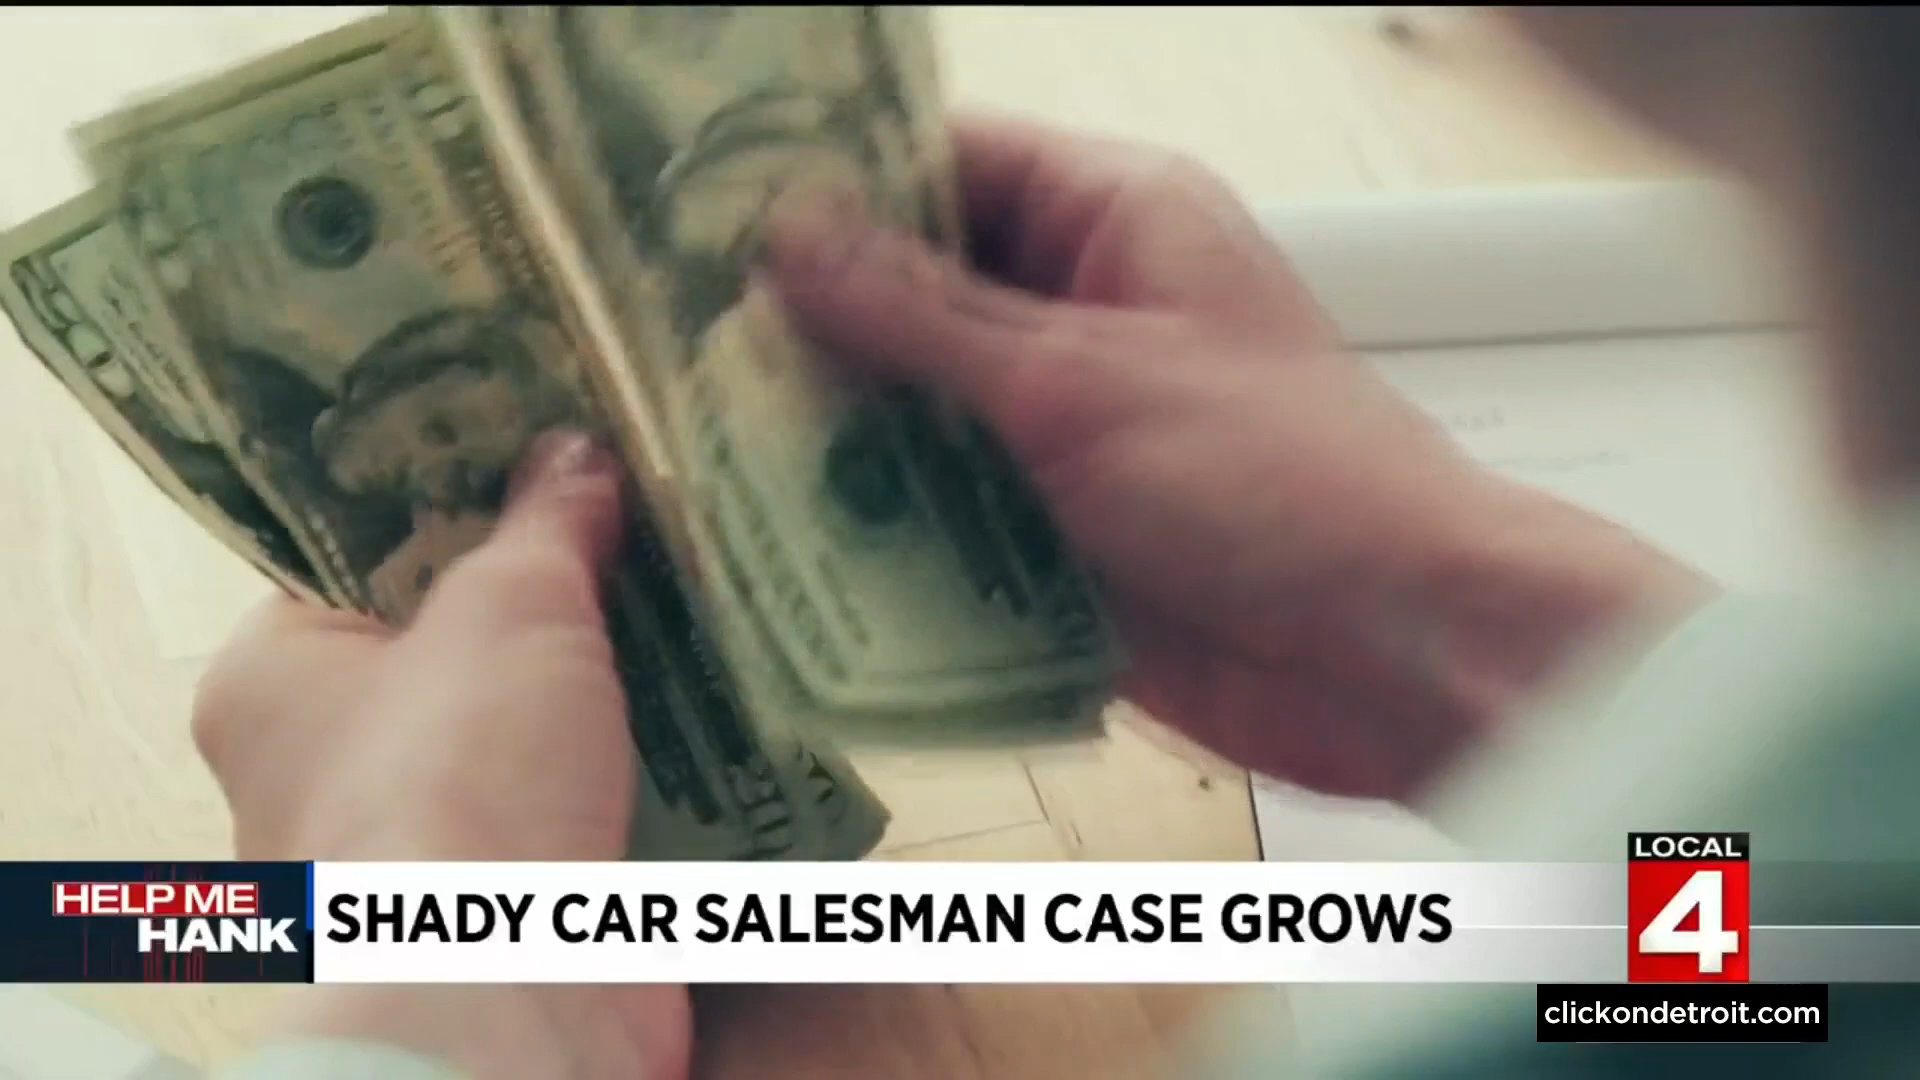 HELP ME
HANK
SHADY CAR SALESMAN CASE GROWS
LOCAL
4
clickondetroit.com